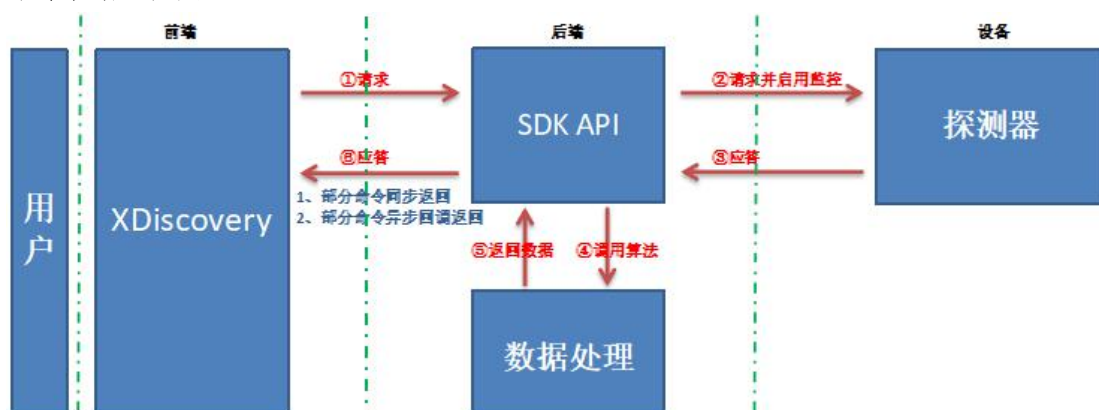 前端
后端
设备
用户
XDiscovery
①请求
SDK API
②请求并启用监控
探测器
⑥应答
③应答
1、部分命令同步返回
2、部分命令异步回调返回
⑤返回数据
④调用算法
数据处理